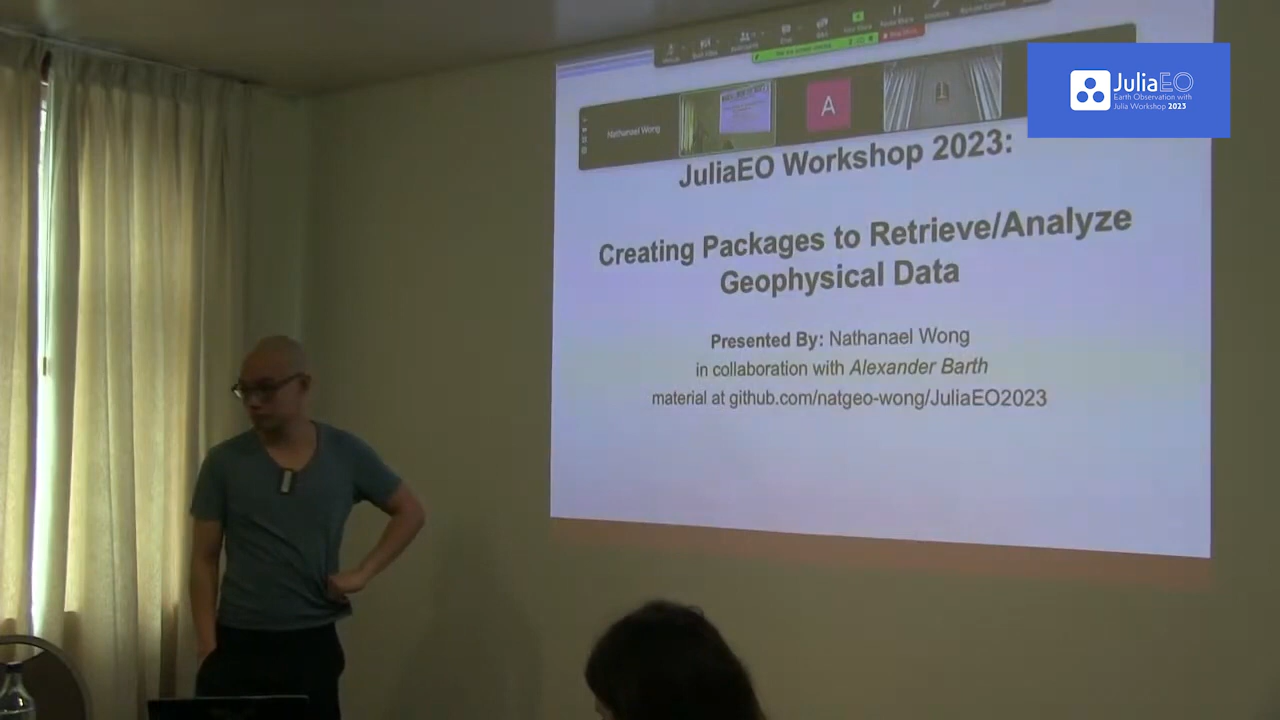 JuliaEO
Earth Observation with
Julia Workshop 2023
Nathanael Wong
A
JuliaEO Workshop 2023:
Creating Packages to Retrieve/Analyze
Geophysical Data
Presented By: Nathanael Wong
in collaboration with Alexander Barth
material at github.com/natgeo-wong/JuliaEO2023